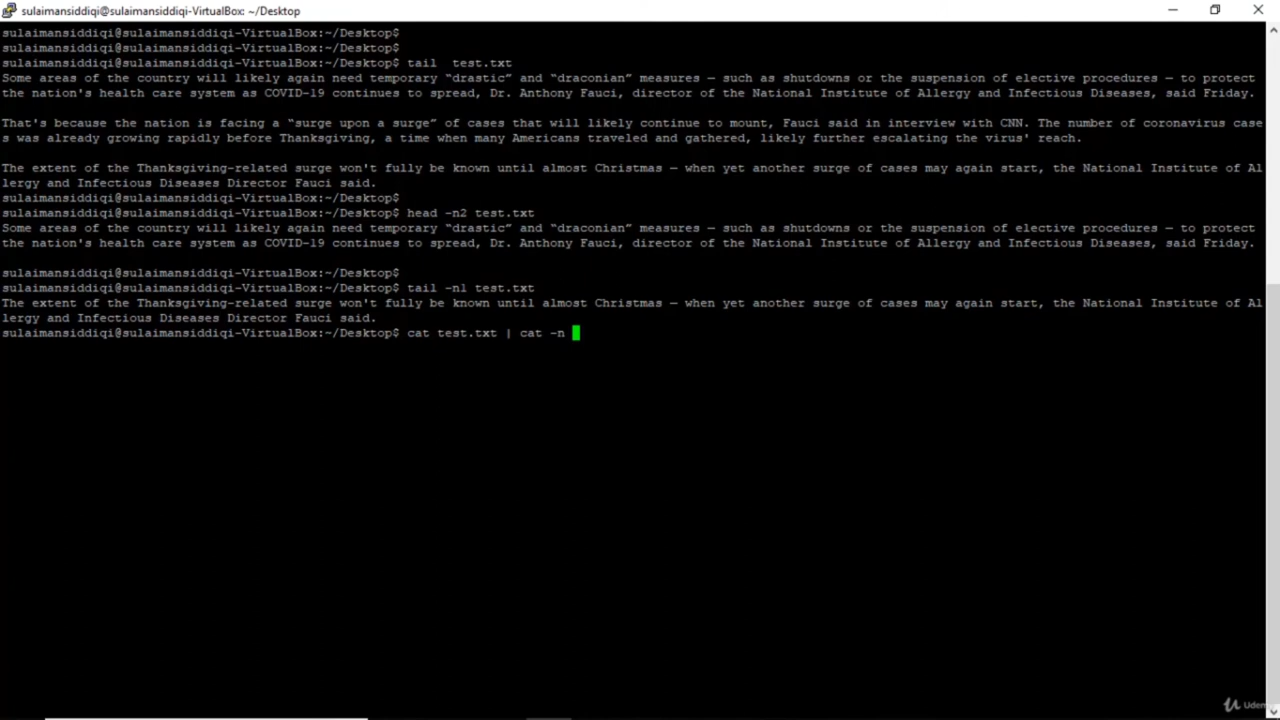 sulaimansiddiqi@sulaimansiddiqi-VirtualBox: ~/Desktop
sulaimansiddiqi@sulaimansiddiqi-VirtualBox:~/Desktop$
sulaimansiddiqi@sulaimansiddiqi-VirtualBox:~/Desktop$
sulaimansiddiqi@sulaimansiddiqi-VirtualBox:~/Desktop$ tail  test.txt
Some areas of the country will likely again need temporary “drastic” and “draconian” measures — such as shutdowns or the suspension of elective procedures — to protect
the nation's health care system as COVID-19 continues to spread, Dr. Anthony Fauci, director of the National Institute of Allergy and Infectious Diseases, said Friday.
That's because the nation is facing a “surge upon a surge” of cases that will likely continue to mount, Fauci said in interview with CNN. The number of coronavirus case
s was already growing rapidly before Thanksgiving, a time when many Americans traveled and gathered, likely further escalating the virus' reach.
The extent of the Thanksgiving-related surge won't fully be known until almost Christmas — when yet another surge of cases may again start, the National Institute of Al
lergy and Infectious Diseases Director Fauci said.
sulaimansiddiqi@sulaimansiddiqi-VirtualBox:~/Desktop$
sulaimansiddiqi@sulaimansiddiqi-VirtualBox:~/Desktop$ head -n2 test.txt
Some areas of the country will likely again need temporary “drastic” and “draconian” measures — such as shutdowns or the suspension of elective procedures — to protect
the nation's health care system as COVID-19 continues to spread, Dr. Anthony Fauci, director of the National Institute of Allergy and Infectious Diseases, said Friday.
sulaimansiddiqi@sulaimansiddiqi-VirtualBox:~/Desktop$
sulaimansiddiqi@sulaimansiddiqi-VirtualBox:~/Desktop$ tail -n1 test.txt
The extent of the Thanksgiving-related surge won't fully be known until almost Christmas — when yet another surge of cases may again start, the National Institute of Al
lergy and Infectious Diseases Director Fauci said.
sulaimansiddiqi@sulaimansiddiqi-VirtualBox:~/Desktop$ cat test.txt | cat -n